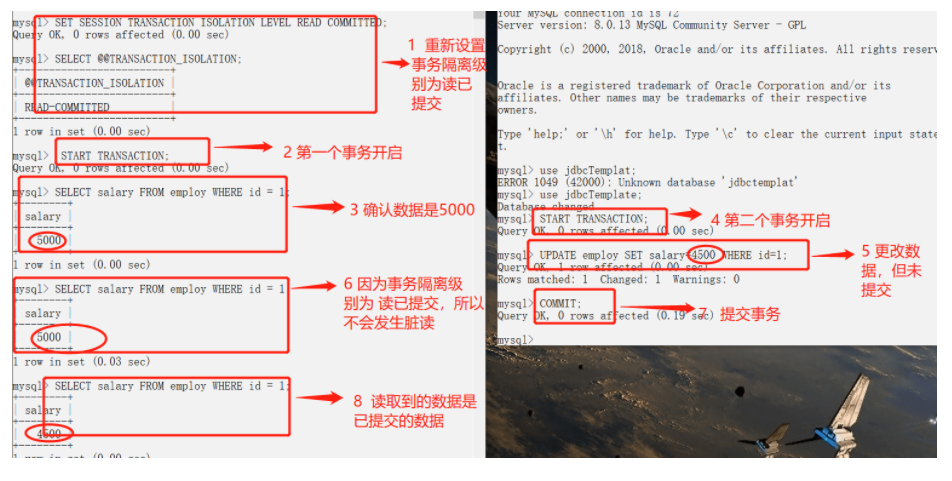 mysql> SET SESSION TRANSACTION ISOLATION LEVEL READ COMMITTED;
Query OK, 0 rows affected (0.00 sec)
mysql> SELECT @@TRANSACTION_ISOLATION;
@@TRANSACTION_ISOLATION
READ-COMMITTED
1 row in set (0.00 sec)
mysql> START TRANSACTION;
Query OK, 0 rows affected (0.00 sec)
mysql> SELECT salary FROM employ WHERE id = 1;
salary
5000
1 row in set (0.00 sec)
mysql> SELECT salary FROM employ WHERE id = 1;
salary
5000
1 row in set (0.03 sec)
mysql> SELECT salary FROM employ WHERE id = 1;
salary
4500
1 row in set (0.00 sec)
1 重新设置
事务隔离级
别为读已
提交
2 第一个事务开启
3 确认数据是5000
6 因为事务隔离级
别为 读已提交，所以
不会发生脏读
8 读取到的数据是
已提交的数据
Your MySQL connection id is 72
Server version: 8.0.13 MySQL Community Server - GPL
Copyright (c) 2000, 2018, Oracle and/or its affiliates. All rights reserv
Oracle is a registered trademark of Oracle Corporation and/or its
affiliates. Other names may be trademarks of their respective
owners.
Type 'help;' or '\h' for help. Type '\c' to clear the current input state
t.
mysql> use jdbcTemplat;
ERROR 1049 (42000): Unknown database 'jdbctemplat'
mysql> use jdbcTemplate;
Database changed
mysql> START TRANSACTION;
Query OK, 0 rows affected (0.00 sec)
mysql> UPDATE employ SET salary=4500 WHERE id=1;
Query OK, 1 row affected (0.00 sec)
Rows matched: 1  Changed: 1  Warnings: 0
mysql> COMMIT;
Query OK, 0 rows affected (0.19 sec)
mysql>
4 第二个事务开启
5 更改数
据，但未
提交
7 提交事务